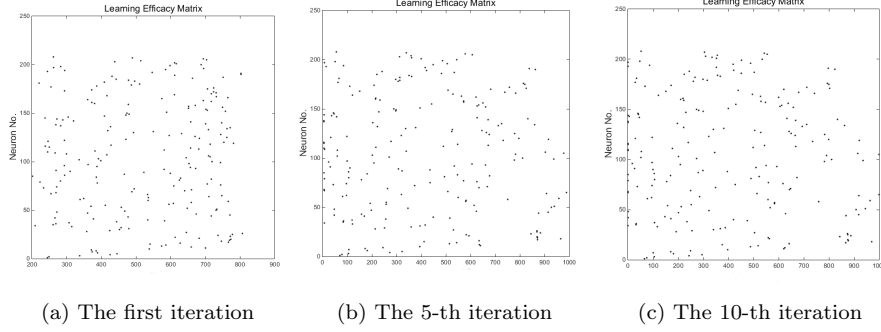 Learning Efficacy Matrix
250
200
150
100
50
0
Neuron No.
200 300 400 500 600 700 800 900
(a) The first iteration
Learning Efficacy Matrix
250
200
150
100
50
0
Neuron No.
0 100 200 300 400 500 600 700 800 900 1000
(b) The 5-th iteration
Learning Efficacy Matrix
250
200
150
100
50
0
Neuron No.
0 100 200 300 400 500 600 700 800 900 1000
(c) The 10-th iteration